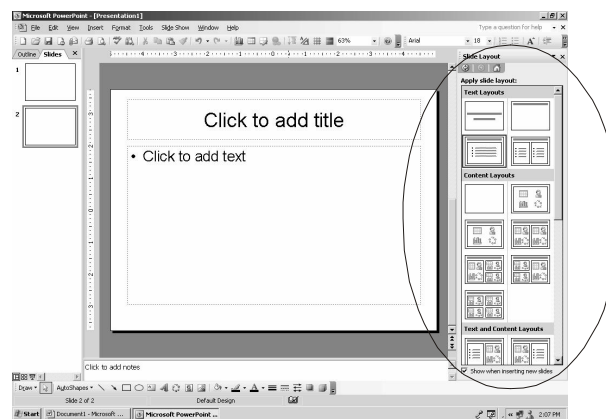 Microsoft PowerPoint - [Presentation1]
File Edit View Insert Format Tools Slide Show Window Help
Type a question for help
63%
Arial
18
Outline Slides
Slide Layout
Apply slide layout:
Text Layouts
1
2
Click to add title
• Click to add text
Content Layouts
Text and Content Layouts
Show when inserting new slides
Click to add notes
Draw AutoShapes
Slide 2 of 2
Default Design
Start
Document1 - Microsoft ...
Microsoft PowerPoint ...
2:07 PM